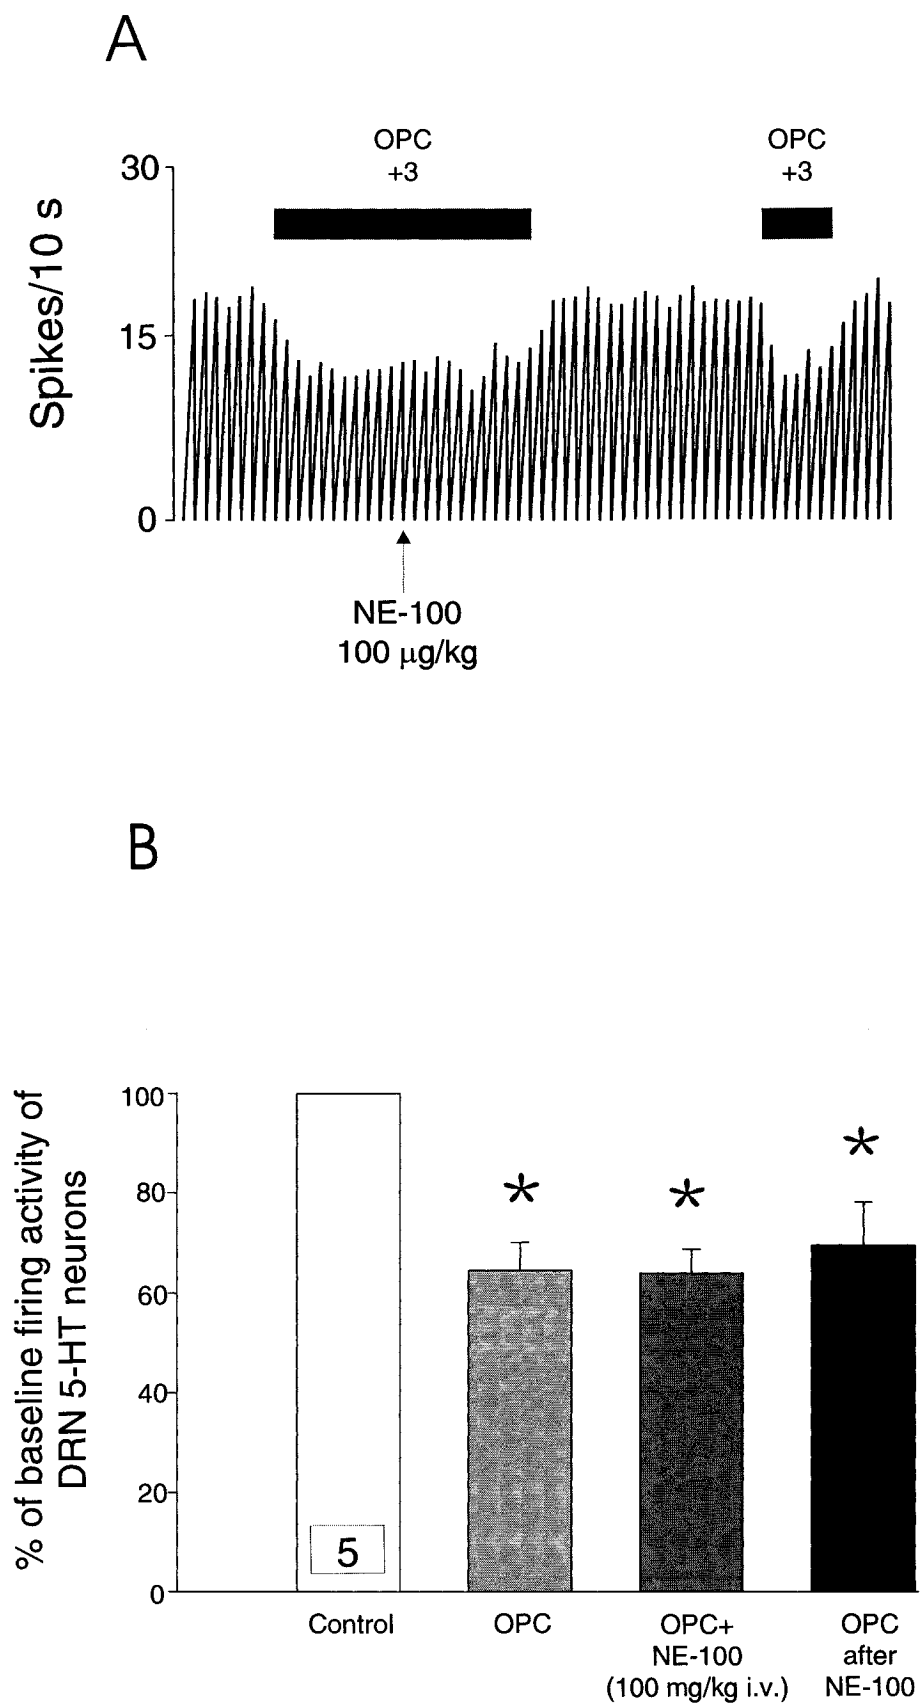 A
OPC
+3
OPC
+3
30
15
0
Spikes/10 s
NE-100
100 µg/kg
B
% of baseline firing activity of
DRN 5-HT neurons
100
80
60
40
20
0
*
*
*
5
Control
OPC
OPC+
NE-100
(100 mg/kg i.v.)
OPC
after
NE-100